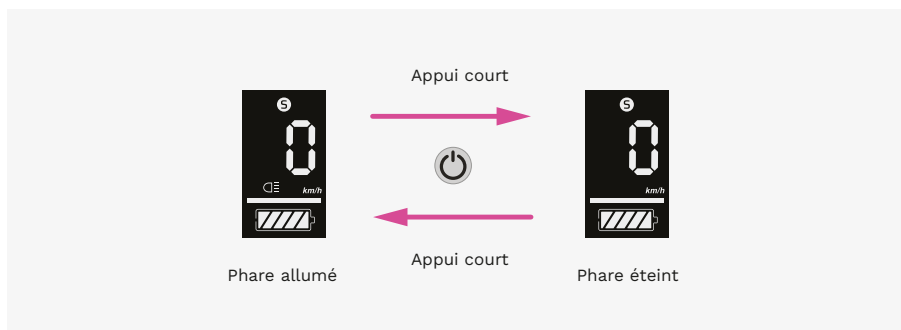 Appui court
S
0
km/h
S
0
km/h
Appui court
Phare allumé
Phare éteint